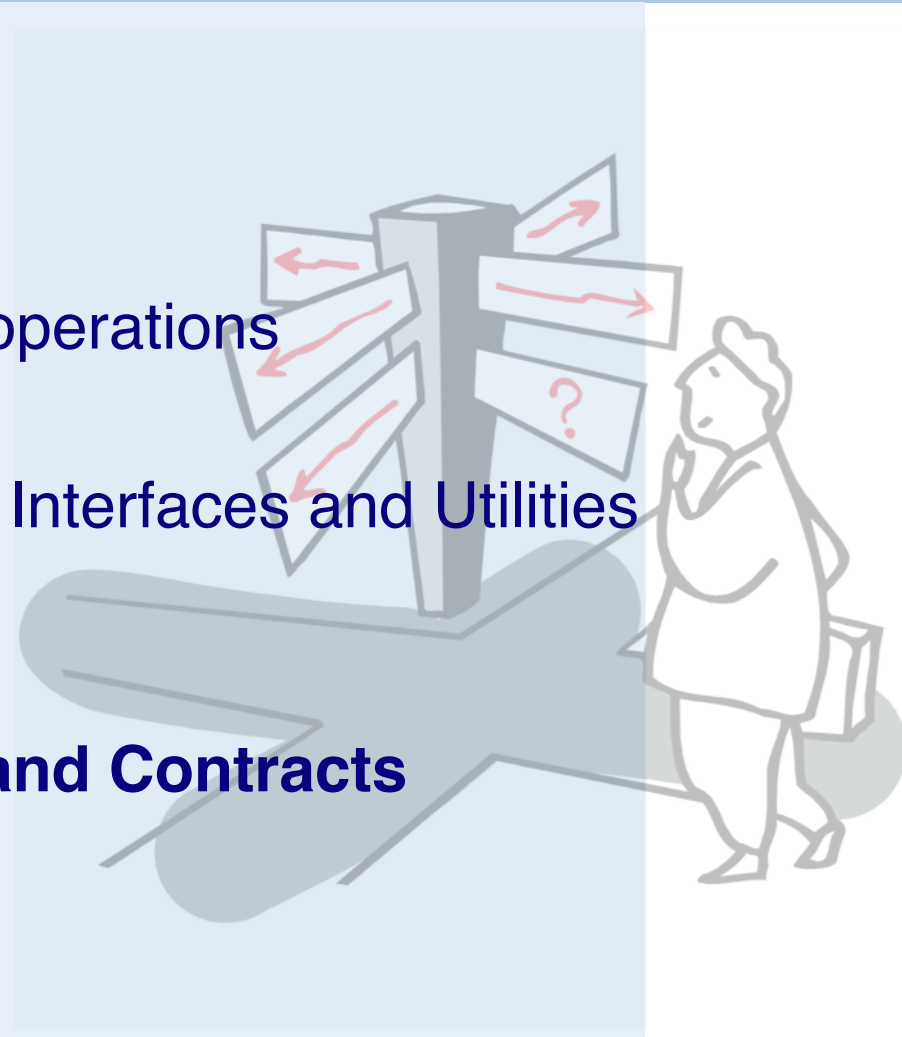 operations
Interfaces and Utilities
and Contracts
?